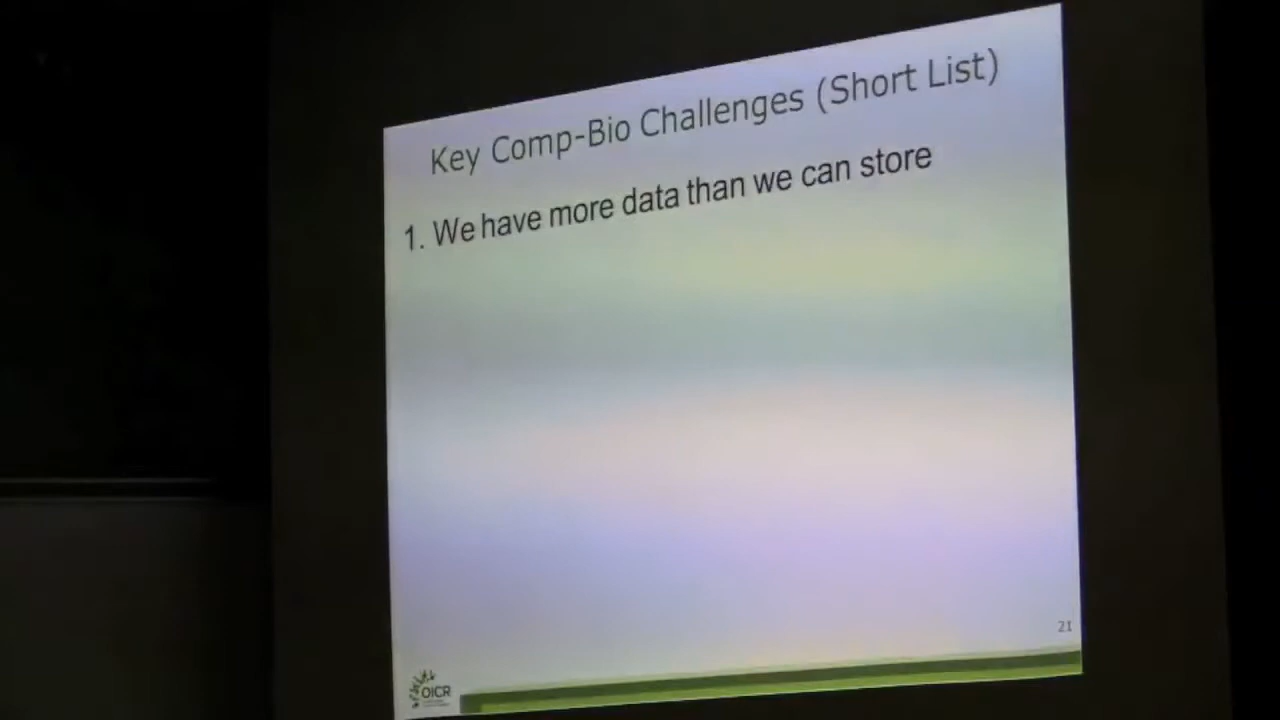 Key Comp-Bio Challenges (Short List)
1. We have more data than we can store
21
OICR